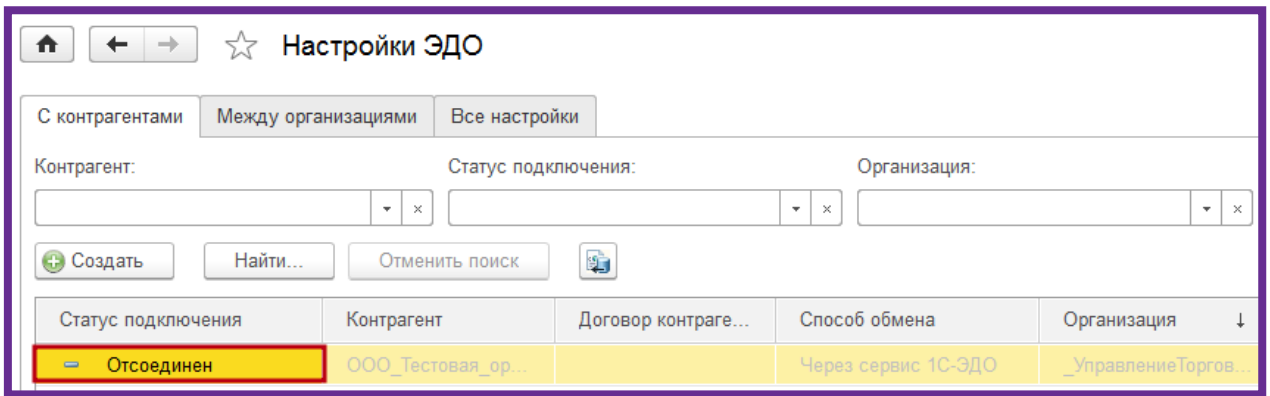 Настройки ЭДО
С контрагентами Между организациями Все настройки
Контрагент: Статус подключения: Организация:
Создать Найти... Отменить поиск
Статус подключения Контрагент Договор контраге... Способ обмена Организация ↓
Отсоединен ООО_Тестовая_ор... Через сервис 1С-ЭДО _УправлениеТоргов...